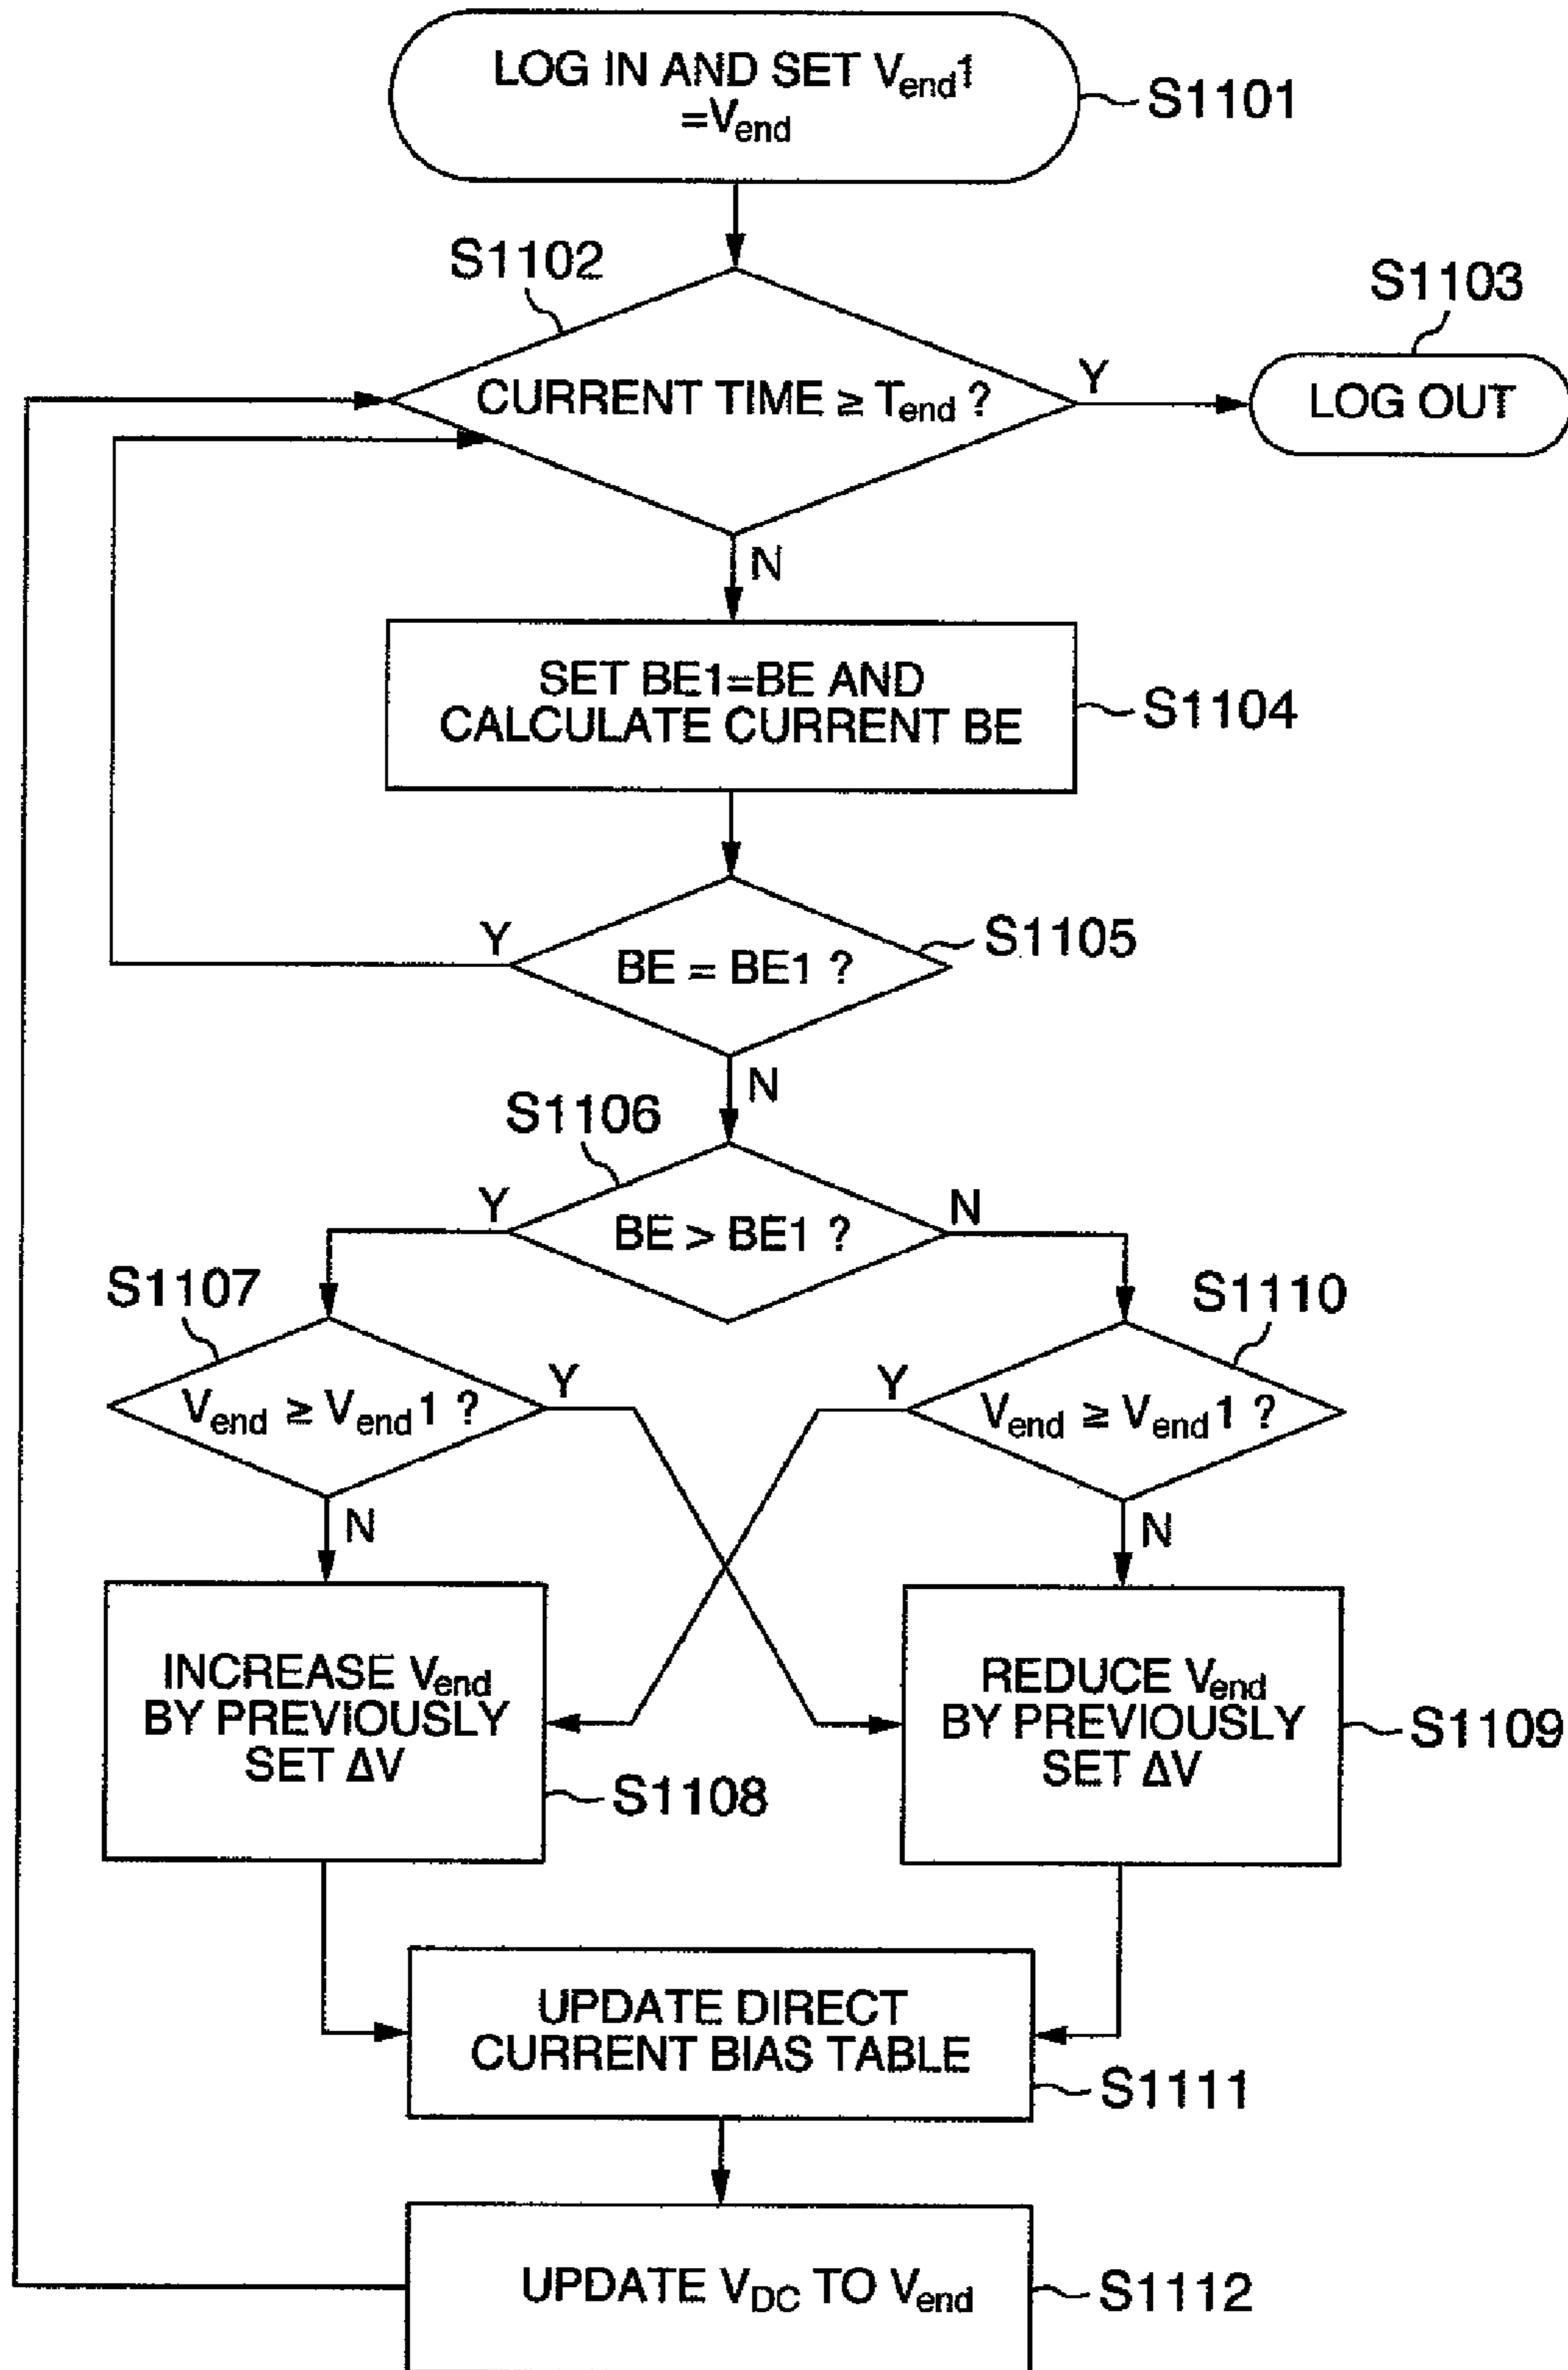 LOG IN AND SET Vend1
=Vend
S1101
S1102
CURRENT TIME ≥ Tend ?
Y
S1103
LOG OUT
N
SET BE1=BE AND
CALCULATE CURRENT BE
S1104
Y
BE = BE1 ?
S1105
N
S1106
Y
BE > BE1 ?
N
S1107
Vend ≥ Vend1 ?
Y
N
S1110
Y
Vend ≥ Vend1 ?
N
INCREASE Vend
BY PREVIOUSLY
SET ΔV
S1108
REDUCE Vend
BY PREVIOUSLY
SET ΔV
S1109
UPDATE DIRECT
CURRENT BIAS TABLE
S1111
UPDATE VDC TO Vend
S1112